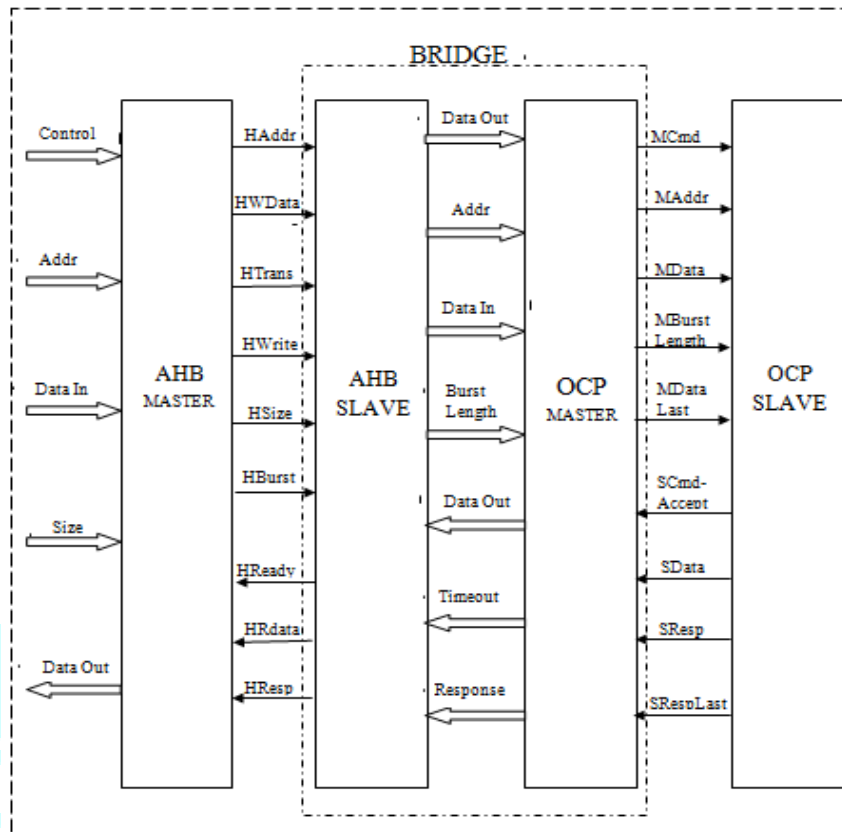 BRIDGE
Control
Addr
Data In
Size
Data Out
AHB
MASTER
HAddr
HWData
HTrans
HWrite
HSize
HBurst
HReady
HRdata
HResp
AHB
SLAVE
Data Out
Addr
Data In
Burst
Length
Data Out
Timeout
Response
OCP
MASTER
MCmd
MAddr
MData
MBurst
Length
MData
Last
SCmd-
Accept
SData
SResp
SRespLast
OCP
SLAVE